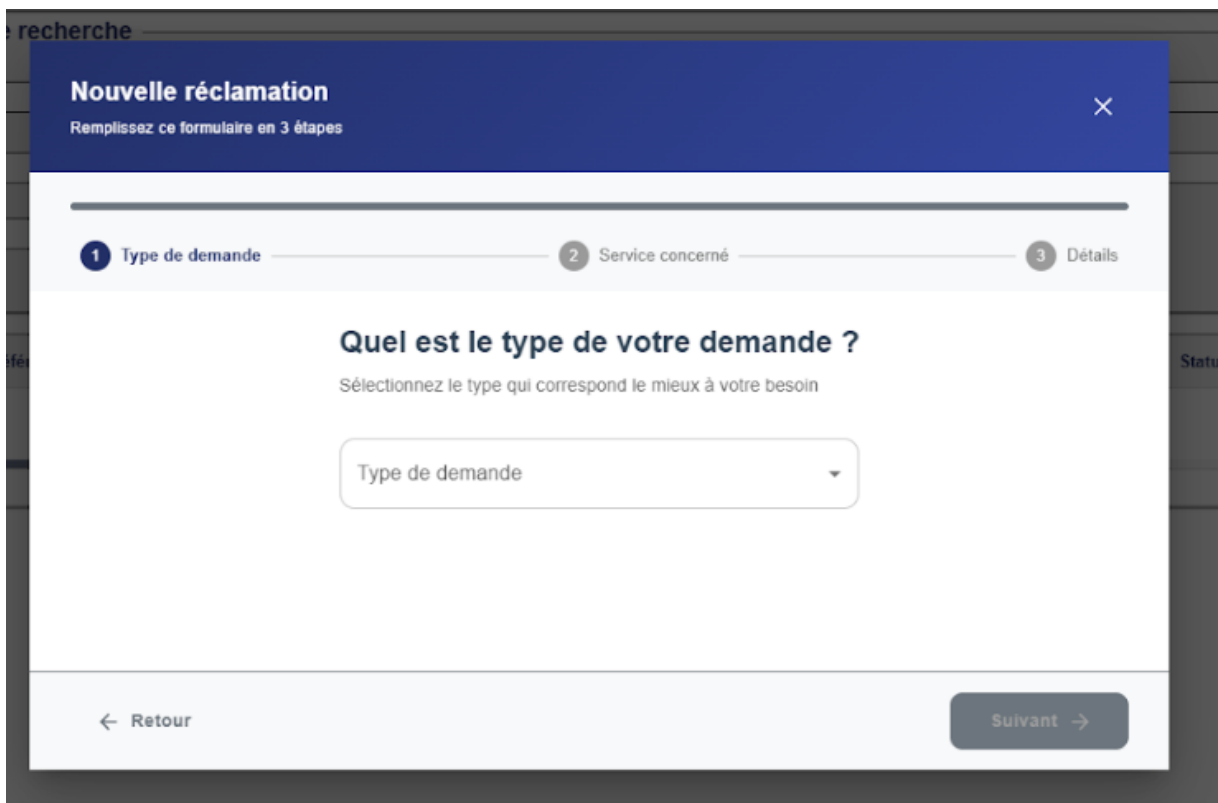 e recherche
Nouvelle réclamation
Remplissez ce formulaire en 3 étapes
1 Type de demande
2 Service concerné
3 Détails
Quel est le type de votre demande ?
Sélectionnez le type qui correspond le mieux à votre besoin
Type de demande
Retour
Suivant